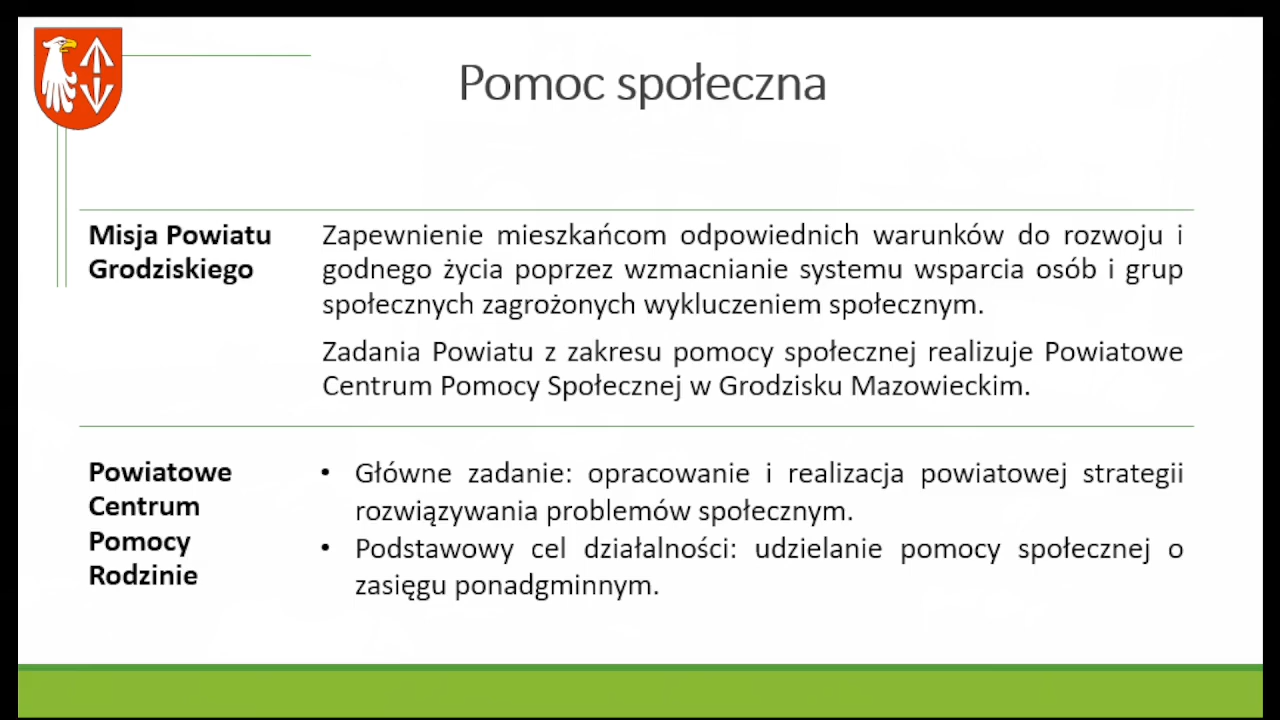 Pomoc społeczna
Misja Powiatu
Grodziskiego
Zapewnienie mieszkańcom odpowiednich warunków do rozwoju i
godnego życia poprzez wzmacnianie systemu wsparcia osób i grup
społecznych zagrożonych wykluczeniem społecznym.
Zadania Powiatu z zakresu pomocy społecznej realizuje Powiatowe
Centrum Pomocy Społecznej w Grodzisku Mazowieckim.
Powiatowe
Centrum
Pomocy
Rodzinie
• Główne zadanie: opracowanie i realizacja powiatowej strategii
rozwiązywania problemów społecznym.
• Podstawowy cel działalności: udzielanie pomocy społecznej o
zasięgu ponadgminnym.